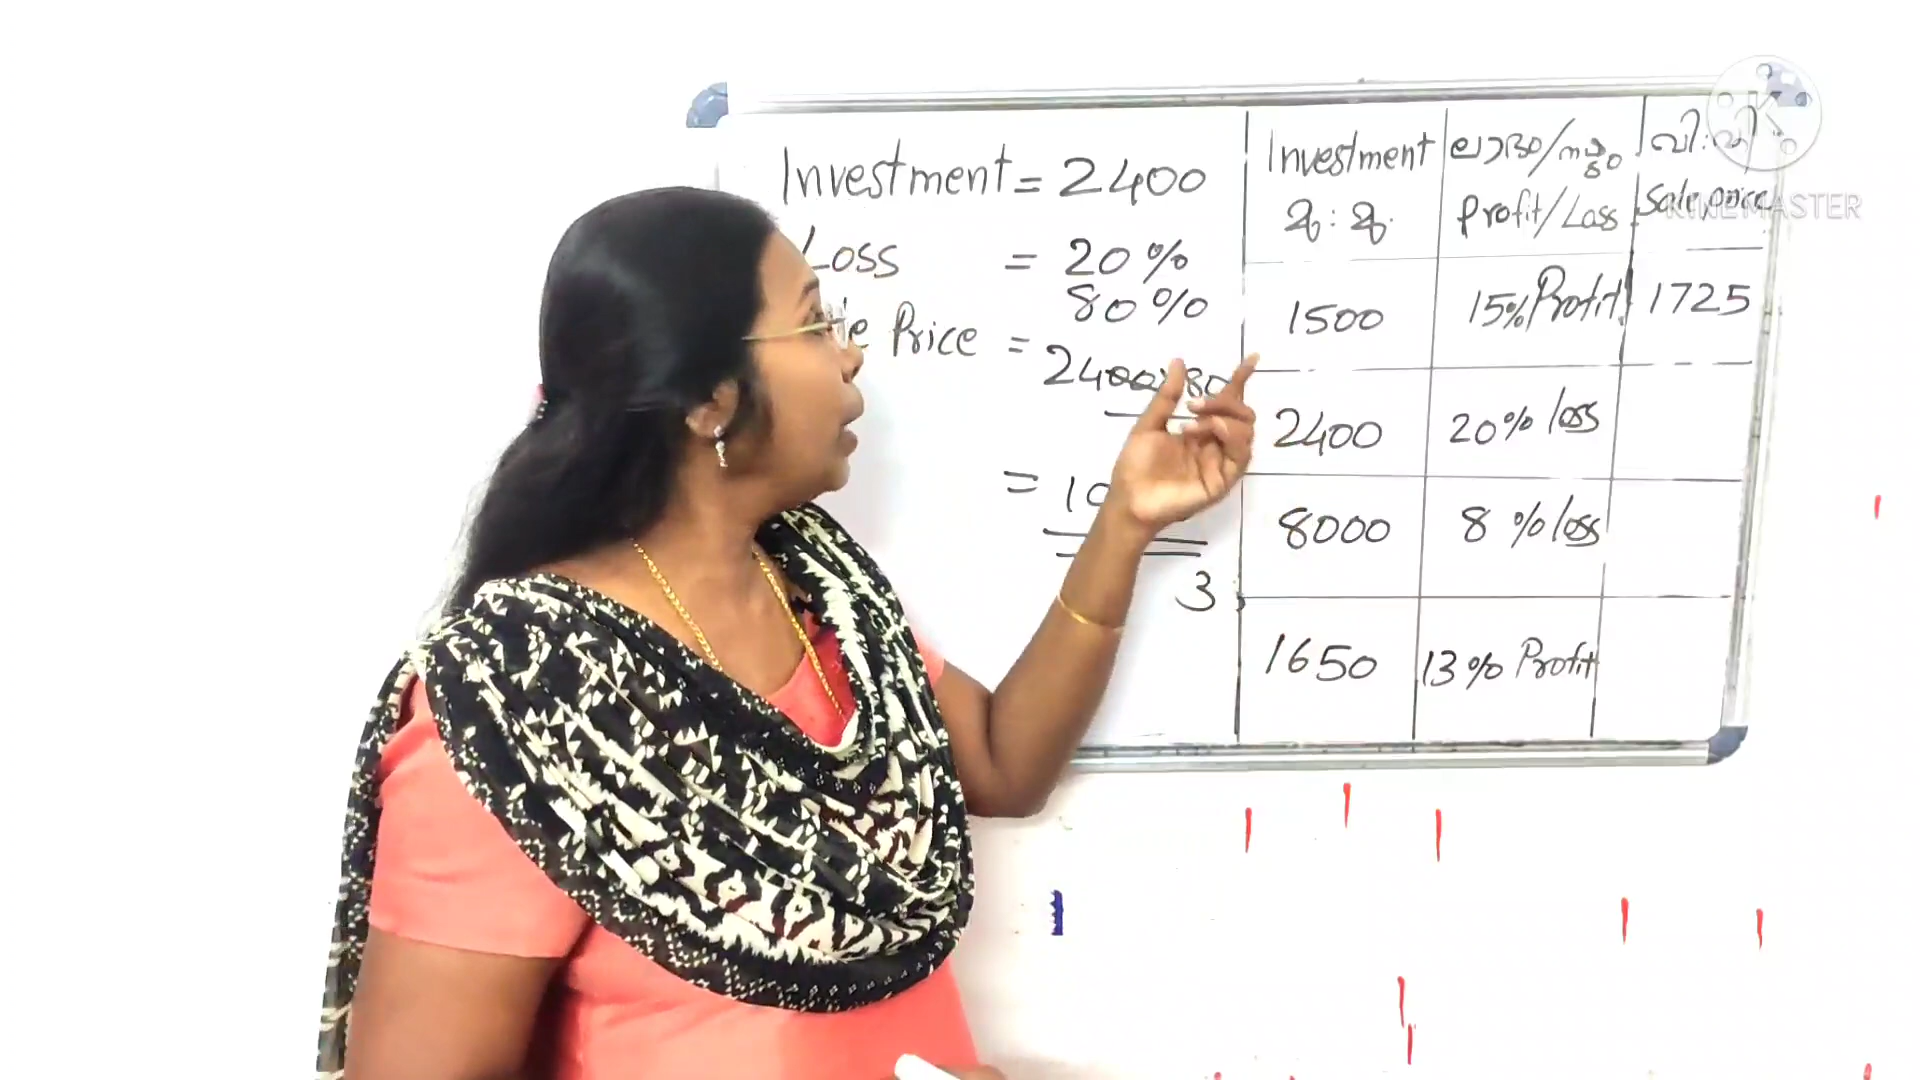 Investment = 2400
Loss = 20%
80%
Price =
2400×80
=
3
Investment
മു:മു.
ലാഭം/നഷ്ടം
Profit/Loss
വി:വി
Sale price
1500 15% Profit 1725
2400 20% loss
8000 8 % loss
1650 13% Profit
KINEMASTER